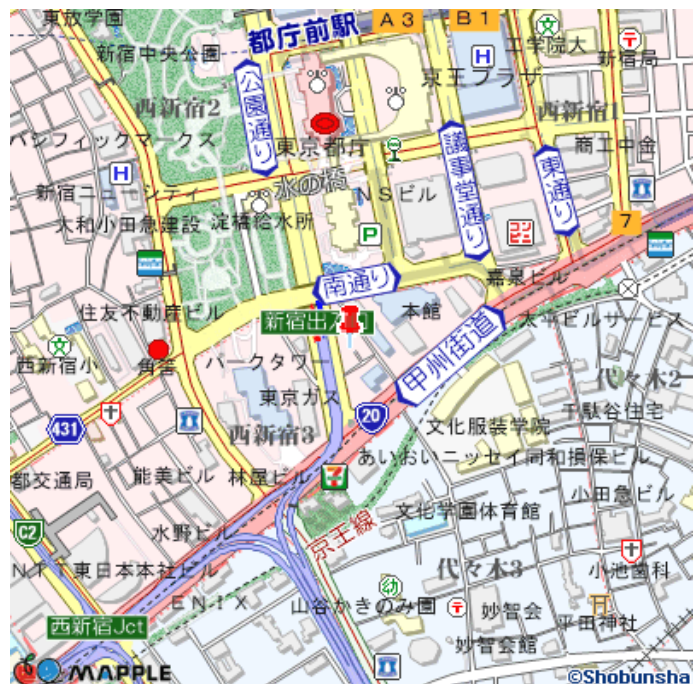 東放学園
都庁前駅
A3
B1
工学院大
新宿局
新宿中央公園
公園通り
西新宿2
京王プラザ
西新宿1
パシフィックマークス
東京都庁
議事堂通り
東通り
商工中金
H
新宿ニューシティ
水の橋
NSビル
大和小田急建設
淀橋給水所
P
コンビニ
7
南通り
嘉泉ビル
住友不動産ビル
本館
太平ビルサービス
西新宿小
角筈
パークタワー
甲州街道
代々木2
東京ガス
20
千駄谷住宅
431
西新宿3
文化服装学院
都交通局
能美ビル
林屋ビル
7
あいおいニッセイ同和損保ビル
小田急ビル
水野ビル
文化学園体育館
C2
京王線
NTT東日本本社ビル
代々木3
小池歯科
ENIX
山谷かきのみ園
妙智会
平田神社
西新宿Jct
妙智会館
MAPPLE
©Shobunsha